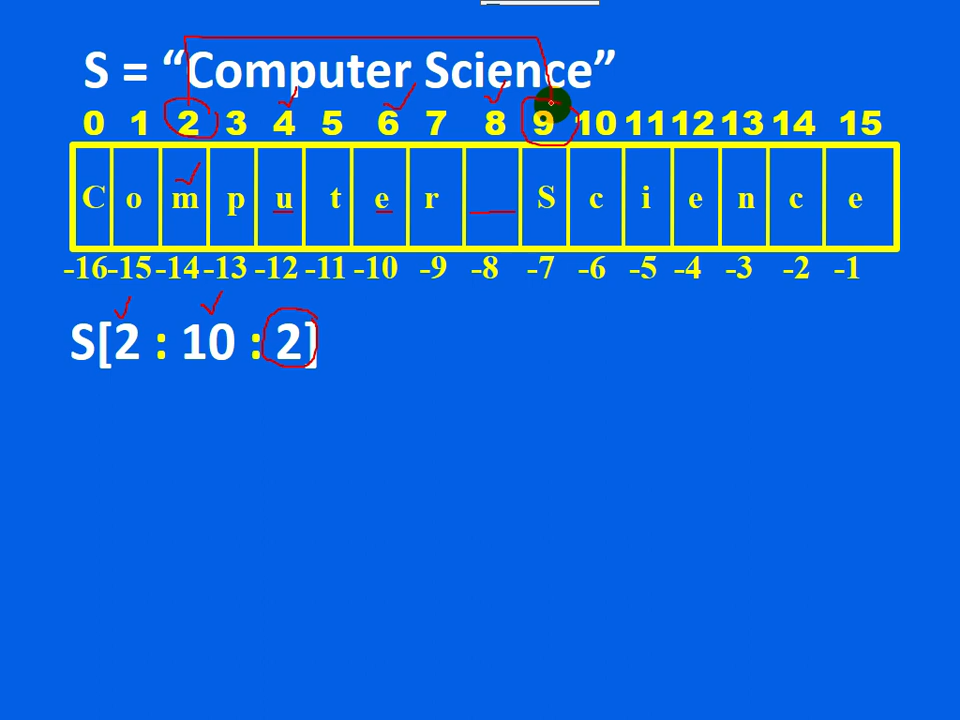 S = “Computer Science”
0 1 2 3 4 5 6 7 8 9 10 11 12 13 14 15
C o m p u t e r __ S c i e n c e
-16 -15 -14 -13 -12 -11 -10 -9 -8 -7 -6 -5 -4 -3 -2 -1
S[2 : 10 : 2]